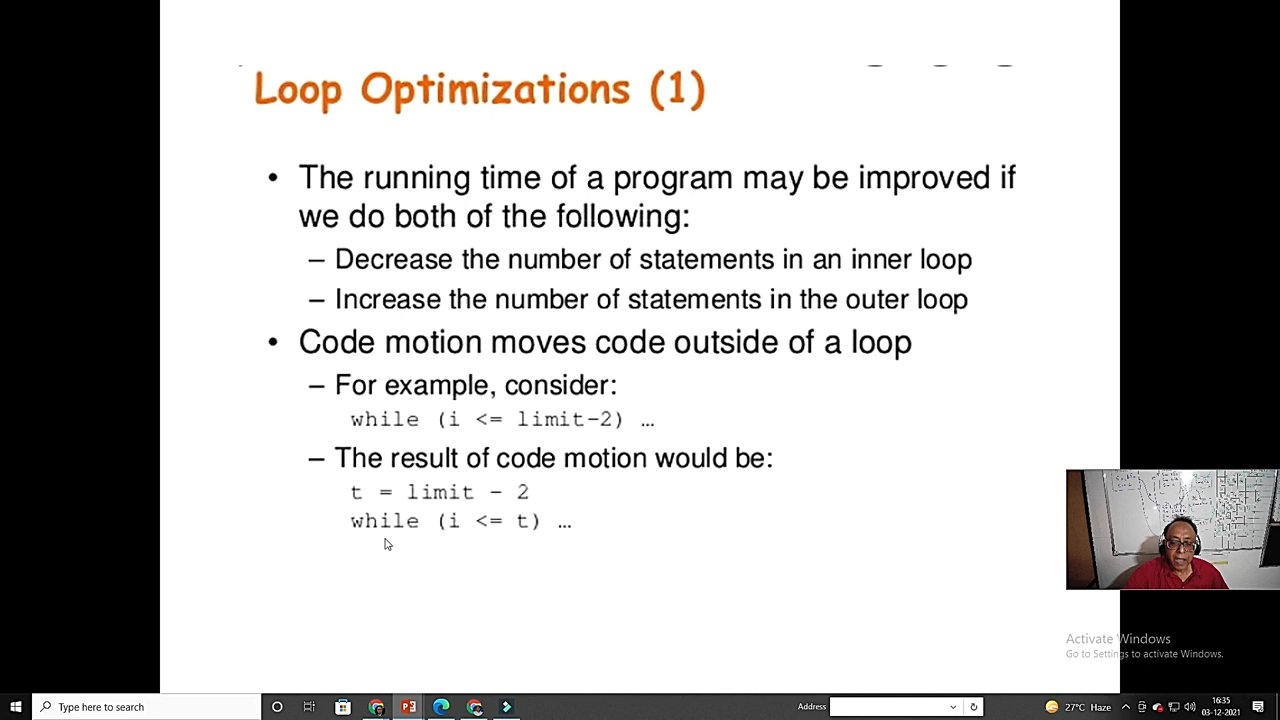 Loop Optimizations (1)
• The running time of a program may be improved if
we do both of the following:
– Decrease the number of statements in an inner loop
– Increase the number of statements in the outer loop
• Code motion moves code outside of a loop
– For example, consider:
while (i <= limit-2) …
– The result of code motion would be:
t = limit - 2
while (i <= t) …
Activate Windows
Go to Settings to activate Windows.
Type here to search
Address
27°C Haze
16:35
03-12-2021